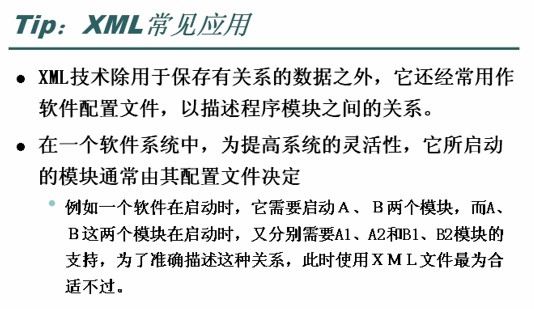 Tip：XML常见应用
XML技术除用于保存有关系的数据之外，它还经常用作
软件配置文件，以描述程序模块之间的关系。
在一个软件系统中，为提高系统的灵活性，它所启动
的模块通常由其配置文件决定
例如一个软件在启动时，它需要启动Ａ、Ｂ两个模块，而A、
Ｂ这两个模块在启动时，又分别需要A1、A2和B1、B2模块的
支持，为了准确描述这种关系，此时使用ＸＭＬ文件最为合
适不过。